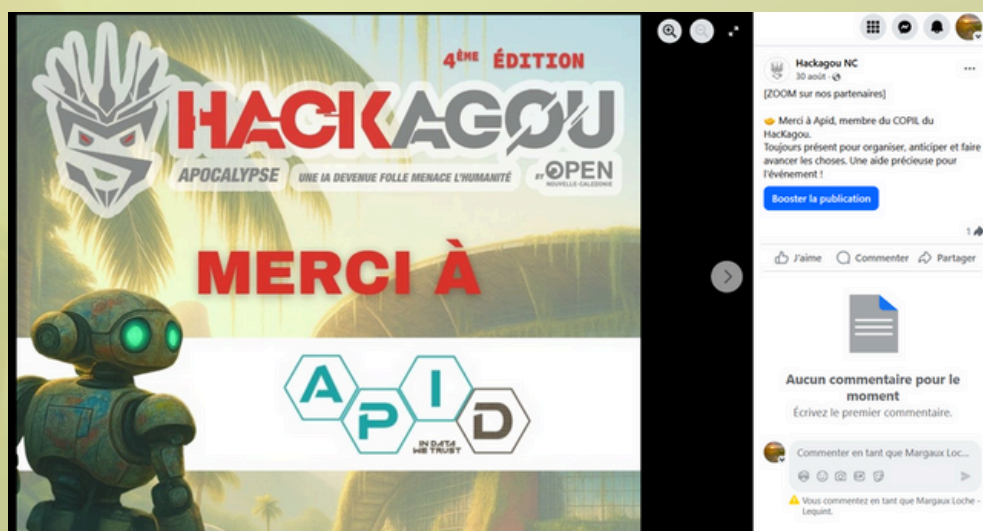 4ÈME ÉDITION
HACKAGOU
APOCALYPSE UNE IA DEVENUE FOLLE MENACE L'HUMANITÉ BY OPEN
NOUVELLE-CALÉDONIE
MERCI À
APID
IN DATA
WE TRUST
Hackagou NC
30 août
[ZOOM sur nos partenaires]
Merci à Apid, membre du COPIL du
HacKagou.
Toujours présent pour organiser, anticiper et faire
avancer les choses. Une aide précieuse pour
l'événement !
Booster la publication
1
J'aime Commenter Partager
Aucun commentaire pour le
moment
Écrivez le premier commentaire.
Commenter en tant que Margaux Loc...
GIF
Vous commentez en tant que Margaux Loche -
Lequint.